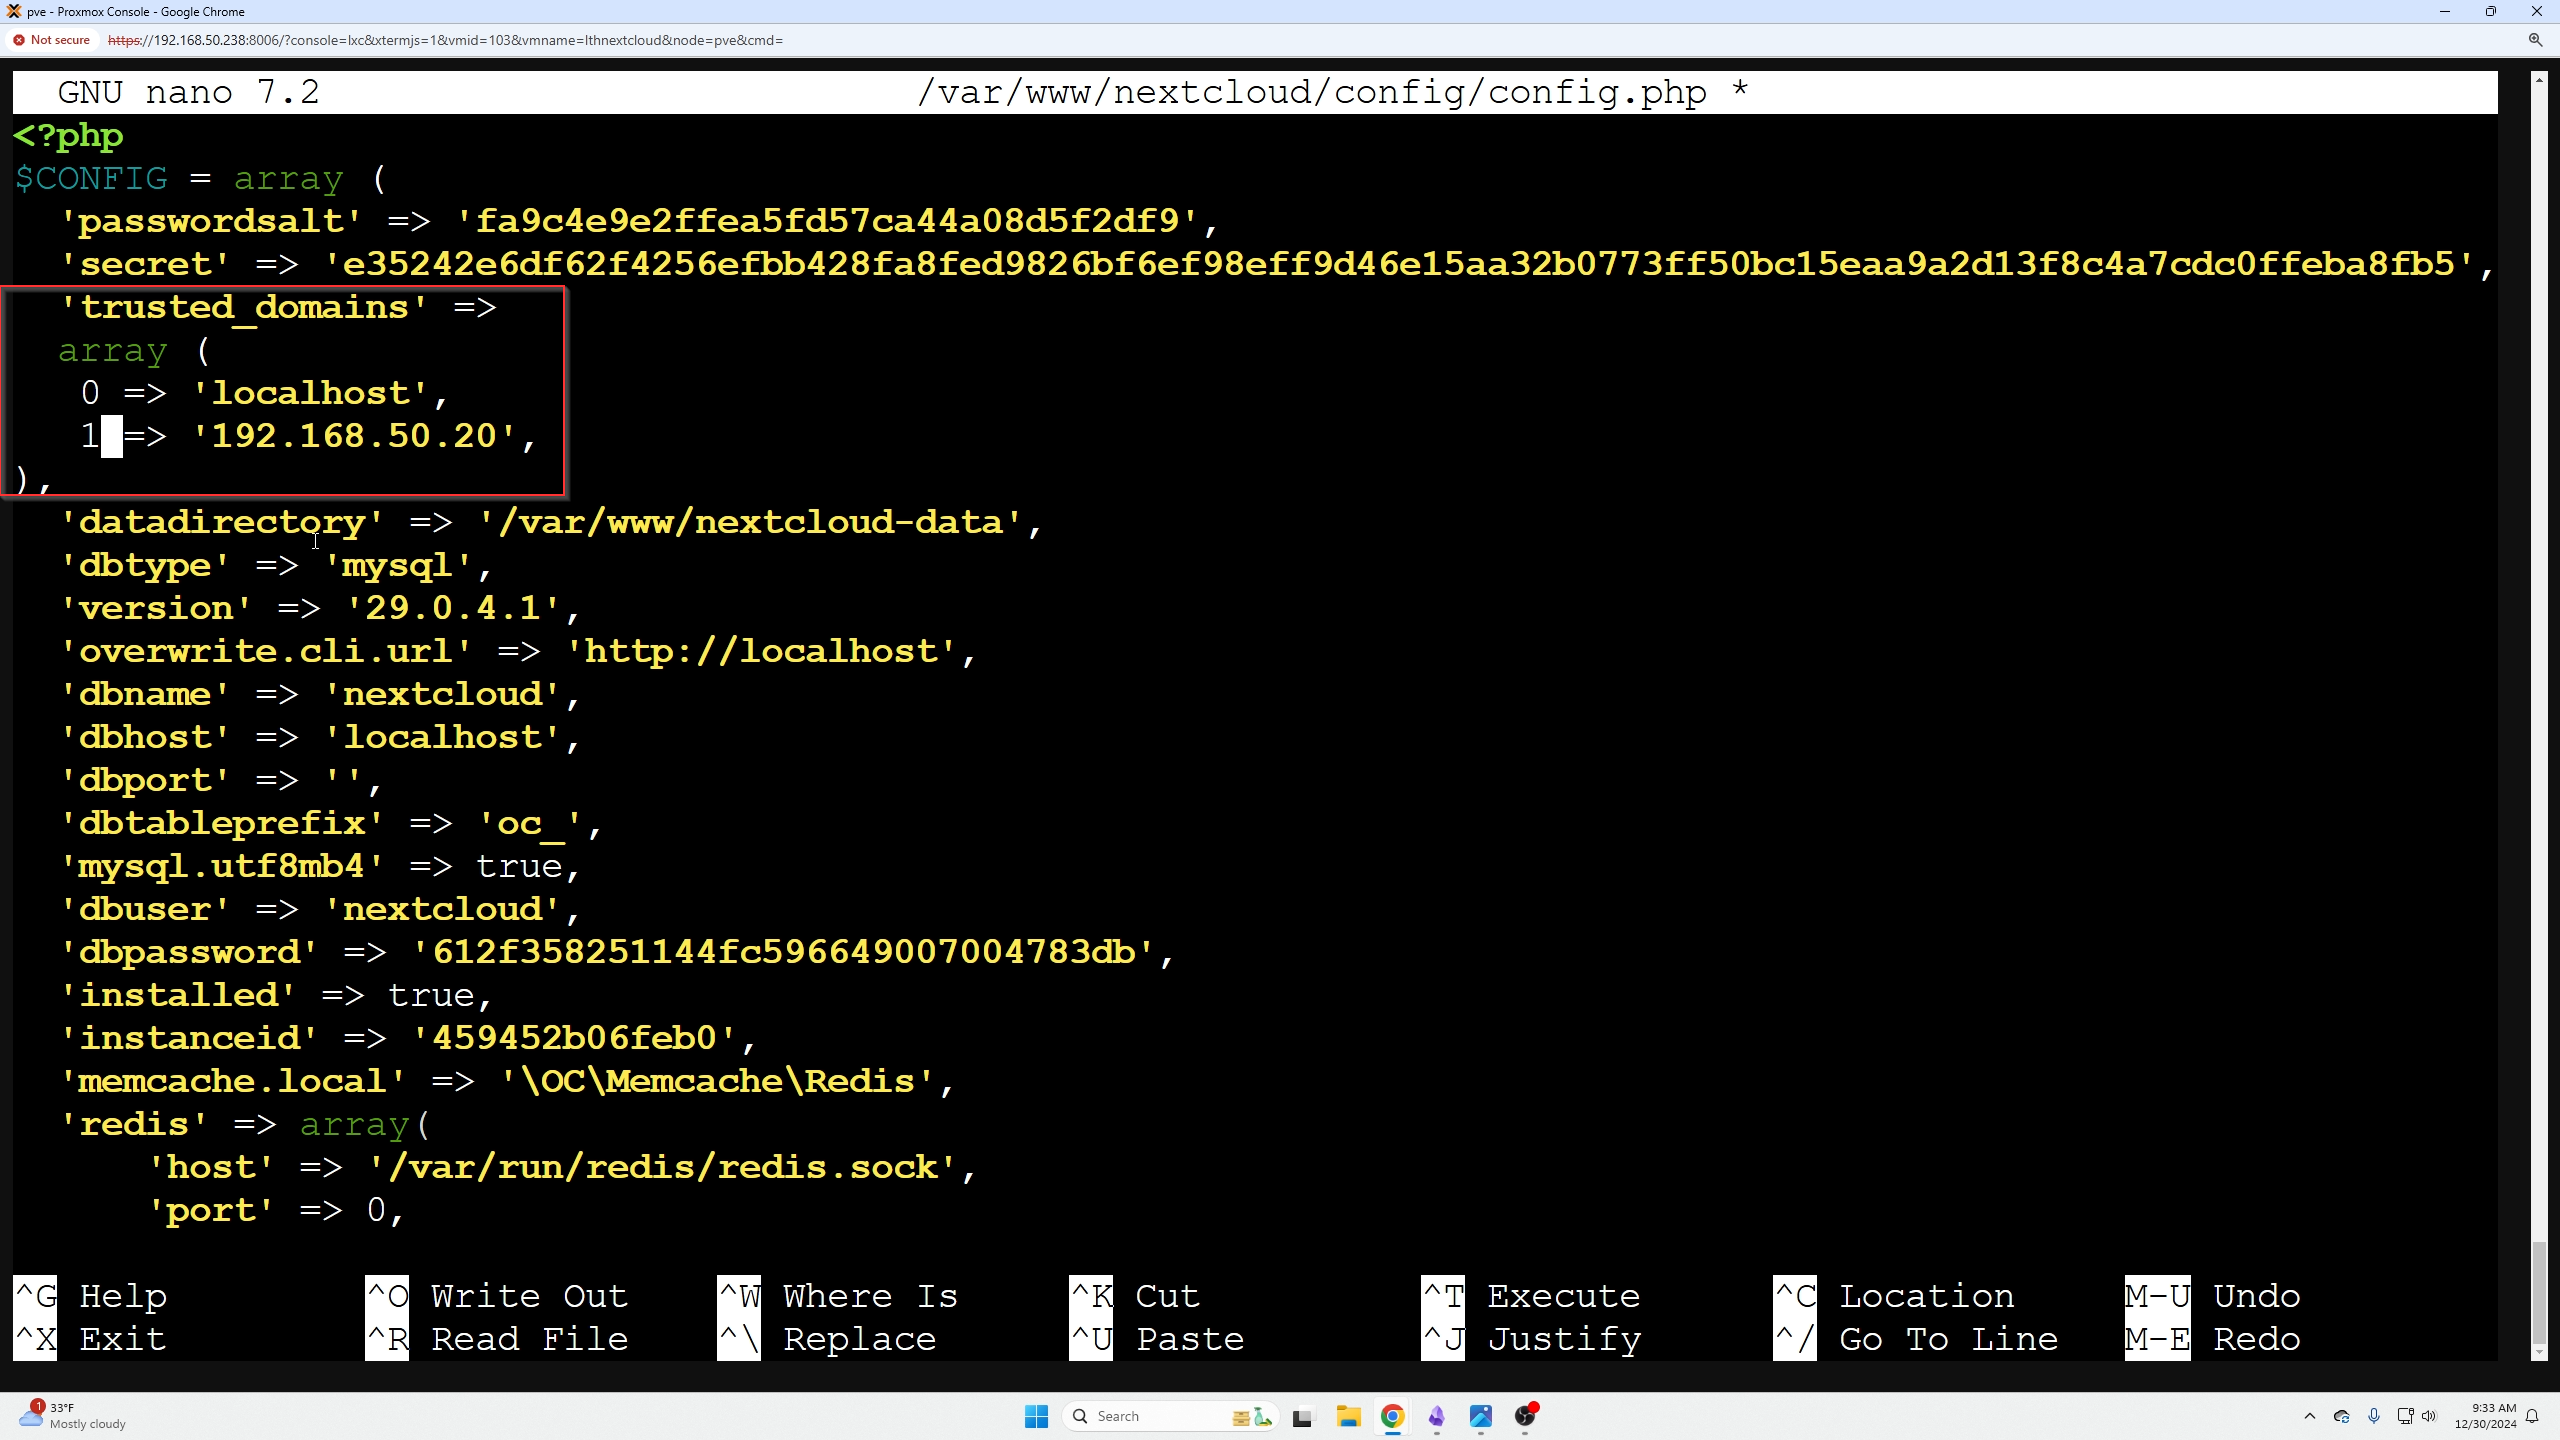 pve - Proxmox Console - Google Chrome
Not secure https://192.168.50.238:8006/?console=lxc&xtermjs=1&vmid=103&vmname=lthnextcloud&node=pve&cmd=
GNU nano 7.2 /var/www/nextcloud/config/config.php *
<?php
$CONFIG = array (
'passwordsalt' => 'fa9c4e9e2ffea5fd57ca44a08d5f2df9',
'secret' => 'e35242e6df62f4256efbb428fa8fed9826bf6ef98eff9d46e15aa32b0773ff50bc15eaa9a2d13f8c4a7cdc0ffeba8fb5',
'trusted_domains' =>
array (
0 => 'localhost',
1 => '192.168.50.20',
),
'datadirectory' => '/var/www/nextcloud-data',
'dbtype' => 'mysql',
'version' => '29.0.4.1',
'overwrite.cli.url' => 'http://localhost',
'dbname' => 'nextcloud',
'dbhost' => 'localhost',
'dbport' => '',
'dbtableprefix' => 'oc_',
'mysql.utf8mb4' => true,
'dbuser' => 'nextcloud',
'dbpassword' => '612f358251144fc596649007004783db',
'installed' => true,
'instanceid' => '459452b06feb0',
'memcache.local' => '\OC\Memcache\Redis',
'redis' => array(
'host' => '/var/run/redis/redis.sock',
'port' => 0,
^G Help ^O Write Out ^W Where Is ^K Cut ^T Execute ^C Location M-U Undo
^X Exit ^R Read File ^\ Replace ^U Paste ^J Justify ^/ Go To Line M-E Redo
1 33°F
Mostly cloudy
Search
9:33 AM
12/30/2024